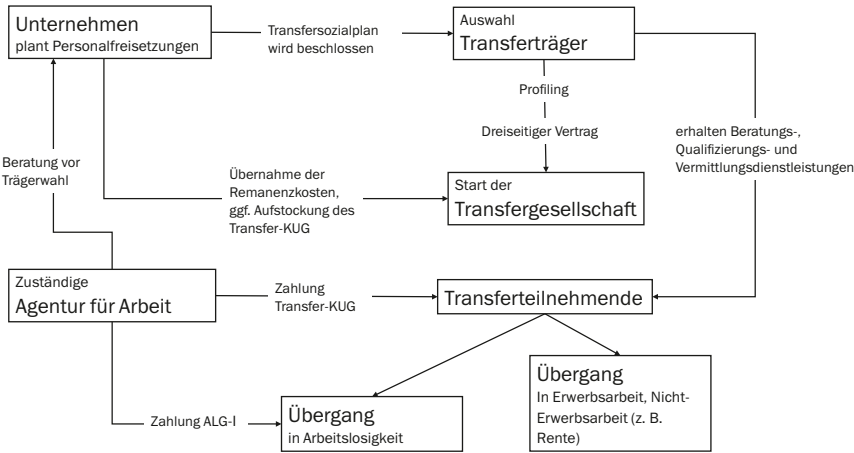 Unternehmen
plant Personalfreisetzungen
Transfersozialplan
wird beschlossen
Auswahl
Transferträger
Profiling
Dreiseitiger Vertrag
erhalten Beratungs-,
Qualifizierungs- und
Vermittlungsdienstleistungen
Beratung vor
Trägerwahl
Übernahme der
Remanenzkosten,
ggf. Aufstockung des
Transfer-KUG
Start der
Transfergesellschaft
Zuständige
Agentur für Arbeit
Zahlung
Transfer-KUG
Transferteilnehmende
Übergang
In Erwerbsarbeit, Nicht-
Erwerbsarbeit (z. B.
Rente)
Zahlung ALG-I
Übergang
in Arbeitslosigkeit